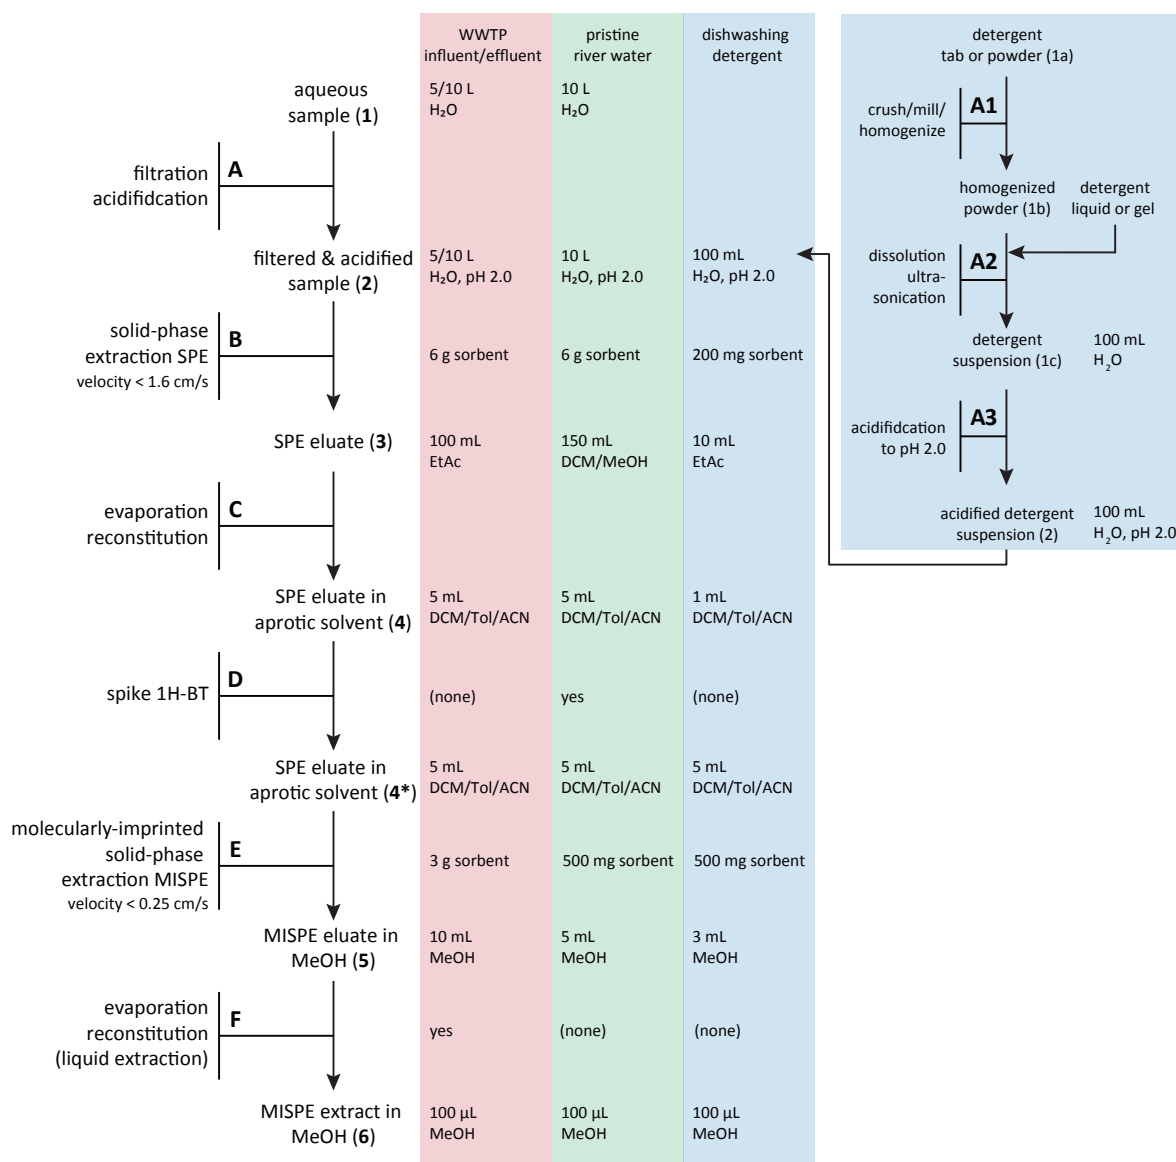 WWTP
influent/effluent
pristine
river water
dishwashing
detergent
aqueous
sample (1)
5/10 L
H₂O
10 L
H₂O
A
filtration
acidifidcation
filtered & acidified
sample (2)
5/10 L
H₂O, pH 2.0
10 L
H₂O, pH 2.0
100 mL
H₂O, pH 2.0
B
solid-phase
extraction SPE
velocity < 1.6 cm/s
6 g sorbent
6 g sorbent
200 mg sorbent
SPE eluate (3)
100 mL
EtAc
150 mL
DCM/MeOH
10 mL
EtAc
C
evaporation
reconstitution
SPE eluate in
aprotic solvent (4)
5 mL
DCM/Tol/ACN
5 mL
DCM/Tol/ACN
1 mL
DCM/Tol/ACN
D
spike 1H-BT
(none)
yes
(none)
SPE eluate in
aprotic solvent (4*)
5 mL
DCM/Tol/ACN
5 mL
DCM/Tol/ACN
5 mL
DCM/Tol/ACN
E
molecularly-imprinted
solid-phase
extraction MISPE
velocity < 0.25 cm/s
3 g sorbent
500 mg sorbent
500 mg sorbent
MISPE eluate in
MeOH (5)
10 mL
MeOH
5 mL
MeOH
3 mL
MeOH
F
evaporation
reconstitution
(liquid extraction)
yes
(none)
(none)
MISPE extract in
MeOH (6)
100 µL
MeOH
100 µL
MeOH
100 µL
MeOH
detergent
tab or powder (1a)
A1
crush/mill/
homogenize
homogenized
powder (1b)
detergent
liquid or gel
A2
dissolution
ultra-
sonication
detergent
suspension (1c)
100 mL
H₂O
A3
acidifidcation
to pH 2.0
acidified detergent
suspension (2)
100 mL
H₂O, pH 2.0